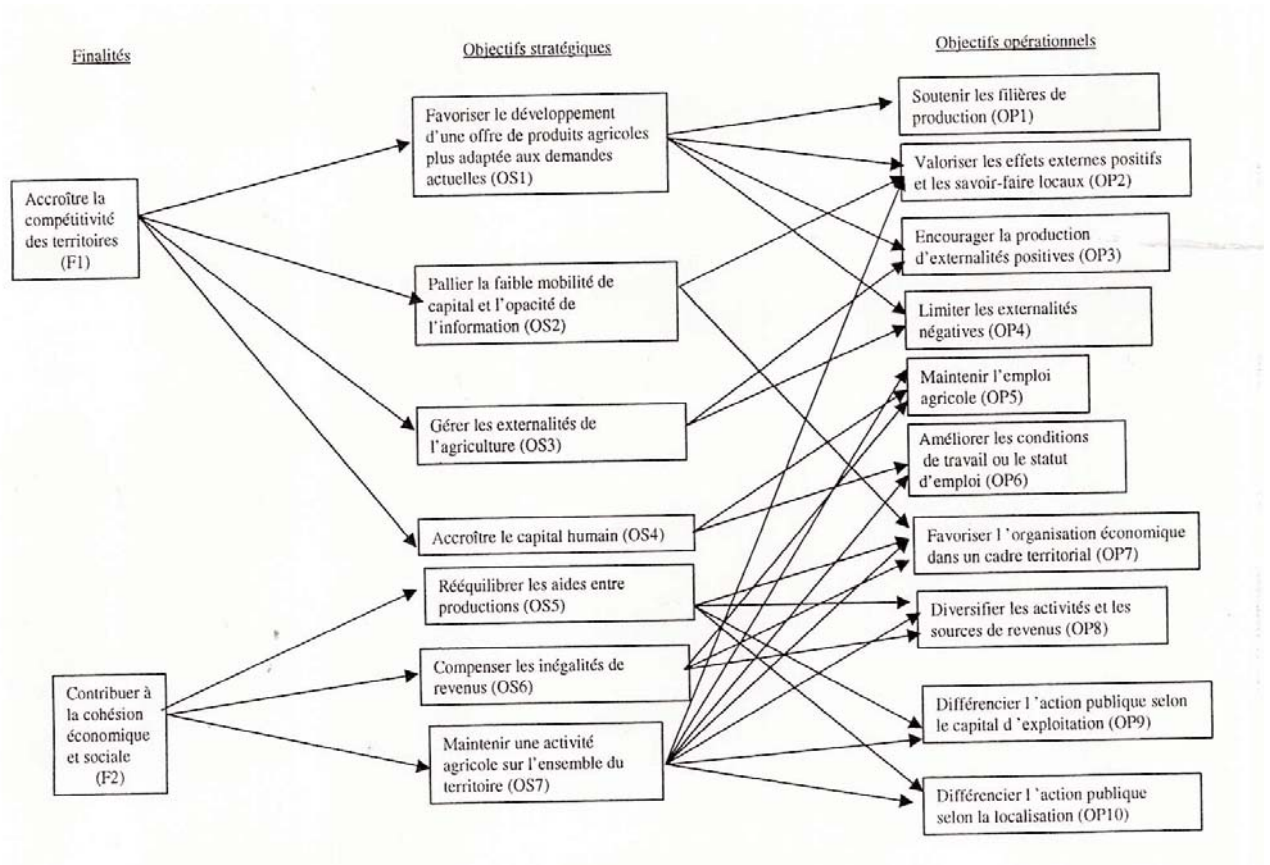 Finalités
Objectifs stratégiques
Objectifs opérationnels
Accroître la
compétitivité
des territoires
(F1)
Contribuer à
la cohésion
économique
et sociale
(F2)
Favoriser le développement
d'une offre de produits agricoles
plus adaptée aux demandes
actuelles (OS1)
Pallier la faible mobilité de
capital et l'opacité de
l'information (OS2)
Gérer les externalités de
l'agriculture (OS3)
Accroître le capital humain (OS4)
Rééquilibrer les aides entre
productions (OS5)
Compenser les inégalités de
revenus (OS6)
Maintenir une activité
agricole sur l'ensemble du
territoire (OS7)
Soutenir les filières de
production (OP1)
Valoriser les effets externes positifs
et les savoir-faire locaux (OP2)
Encourager la production
d'externalités positives (OP3)
Limiter les externalités
négatives (OP4)
Maintenir l'emploi
agricole (OP5)
Améliorer les conditions
de travail ou le statut
d'emploi (OP6)
Favoriser l 'organisation économique
dans un cadre territorial (OP7)
Diversifier les activités et les
sources de revenus (OP8)
Différencier l 'action publique selon
le capital d 'exploitation (OP9)
Différencier l 'action publique
selon la localisation (OP10)